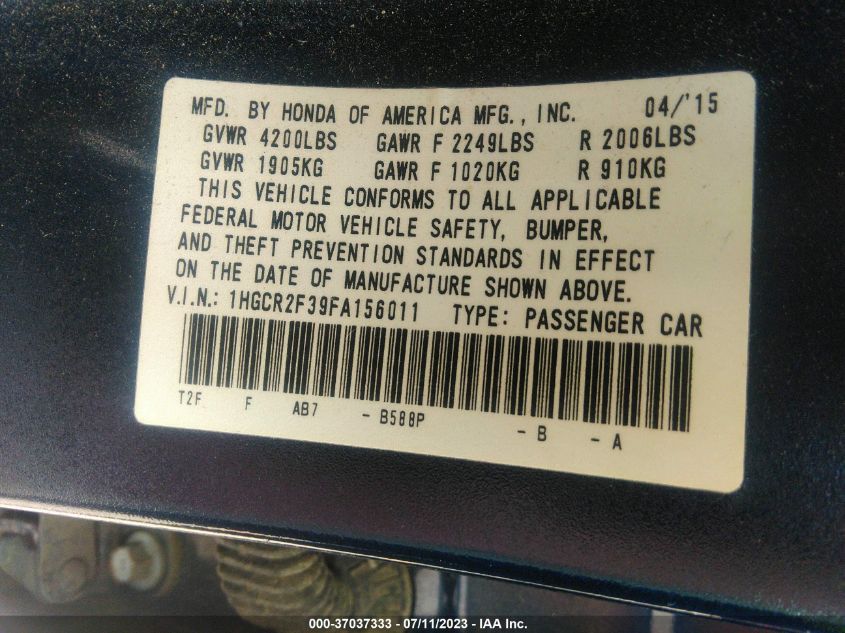 MFD. BY HONDA OF AMERICA MFG., INC. 04/'15
GVWR 4200LBS GAWR F 2249LBS R 2006LBS
GVWR 1905KG GAWR F 1020KG R 910KG
THIS VEHICLE CONFORMS TO ALL APPLICABLE
FEDERAL MOTOR VEHICLE SAFETY, BUMPER,
AND THEFT PREVENTION STANDARDS IN EFFECT
ON THE DATE OF MANUFACTURE SHOWN ABOVE.
V.I.N.: 1HGCR2F39FA156011 TYPE: PASSENGER CAR
T2F F AB7 - B588P - B - A
000-37037333 - 07/11/2023 - IAA Inc.